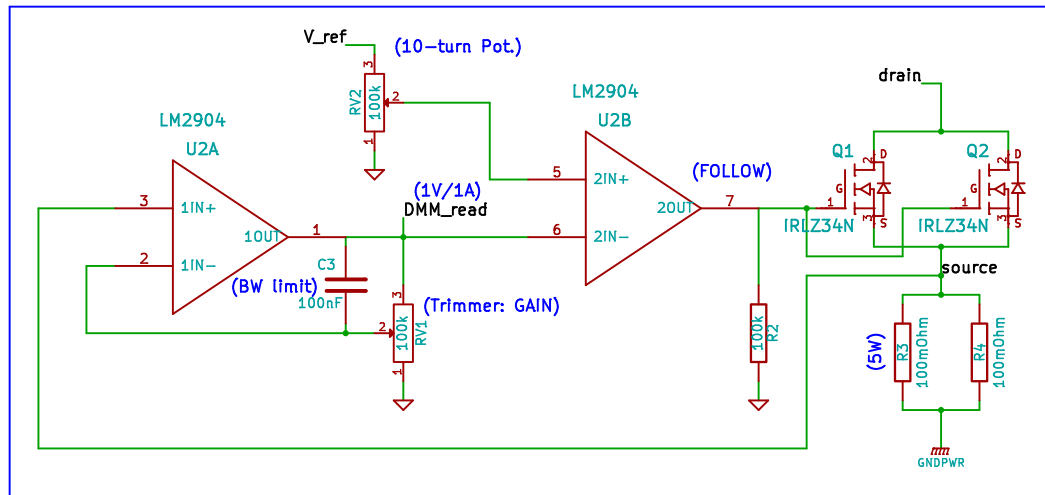 V_ref
(10-turn Pot.)
3
RV2
100k
2
1
LM2904
U2A
3
1IN+
2
1IN-
1OUT
1
(BW limit)
C3
100nF
(1V/1A)
DMM_read
(Trimmer: GAIN)
3
2
100k
RV1
1
LM2904
U2B
5
2IN+
6
2IN-
2OUT
7
(FOLLOW)
100k
R2
drain
Q1
2
D
G
1
3
S
IRLZ34N
Q2
2
D
G
1
3
S
IRLZ34N
source
(5W)
R3
100mOhm
R4
100mOhm
GNDPWR